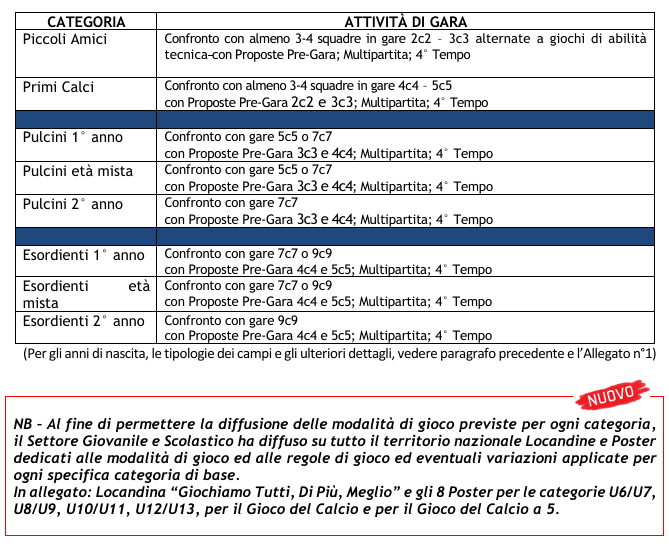 CATEGORIA ATTIVITÀ DI GARA
Piccoli Amici Confronto con almeno 3-4 squadre in gare 2c2 – 3c3 alternate a giochi di abilità
tecnica–con Proposte Pre-Gara; Multipartita; 4° Tempo
Primi Calci Confronto con almeno 3-4 squadre in gare 4c4 – 5c5
con Proposte Pre-Gara 2c2 e 3c3; Multipartita; 4° Tempo
Pulcini 1° anno Confronto con gare 5c5 o 7c7
con Proposte Pre-Gara 3c3 e 4c4; Multipartita; 4° Tempo
Pulcini età mista Confronto con gare 5c5 o 7c7
con Proposte Pre-Gara 3c3 e 4c4; Multipartita; 4° Tempo
Pulcini 2° anno Confronto con gare 7c7
con Proposte Pre-Gara 3c3 e 4c4; Multipartita; 4° Tempo
Esordienti 1° anno Confronto con gare 7c7 o 9c9
con Proposte Pre-Gara 4c4 e 5c5; Multipartita; 4° Tempo
Esordienti età Confronto con gare 7c7 o 9c9
mista con Proposte Pre-Gara 4c4 e 5c5; Multipartita; 4° Tempo
Esordienti 2° anno Confronto con gare 9c9
con Proposte Pre-Gara 4c4 e 5c5; Multipartita; 4° Tempo
(Per gli anni di nascita, le tipologie dei campi e gli ulteriori dettagli, vedere paragrafo precedente e l’Allegato n°1)
NUOVO
NB – Al fine di permettere la diffusione delle modalità di gioco previste per ogni categoria,
il Settore Giovanile e Scolastico ha diffuso su tutto il territorio nazionale Locandine e Poster
dedicati alle modalità di gioco ed alle regole di gioco ed eventuali variazioni applicate per
ogni specifica categoria di base.
In allegato: Locandina “Giochiamo Tutti, Di Più, Meglio” e gli 8 Poster per le categorie U6/U7,
U8/U9, U10/U11, U12/U13, per il Gioco del Calcio e per il Gioco del Calcio a 5.